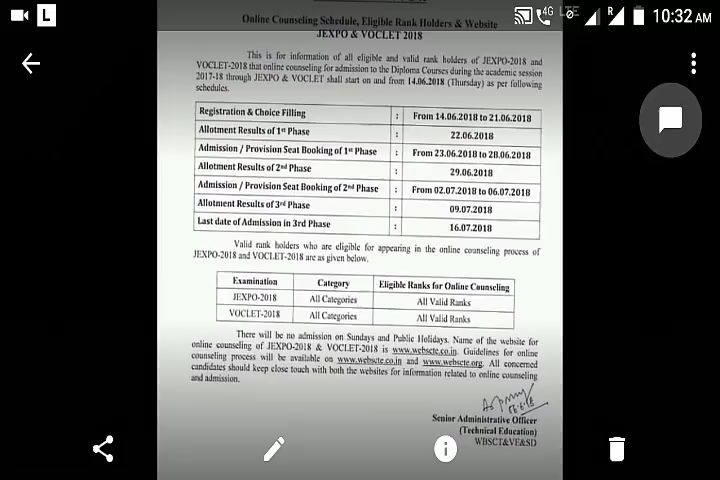 L
4G
LTE
R
10:32 AM
Online Counseling Schedule, Eligible Rank Holders & Website
JEXPO & VOCLET 2018
This is for information of all eligible and valid rank holders of JEXPO-2018 and
VOCLET-2018 that online counseling for admission to the Diploma Courses during the academic session
2017-18 through JEXPO & VOCLET shall start on and from 14.06.2018 (Thursday) as per following
schedules.
Registration & Choice Filling : From 14.06.2018 to 21.06.2018
Allotment Results of 1st Phase : 22.06.2018
Admission / Provision Seat Booking of 1st Phase : From 23.06.2018 to 28.06.2018
Allotment Results of 2nd Phase : 29.06.2018
Admission / Provision Seat Booking of 2nd Phase : From 02.07.2018 to 06.07.2018
Allotment Results of 3rd Phase : 09.07.2018
Last date of Admission in 3rd Phase : 16.07.2018
Valid rank holders who are eligible for appearing in the online counseling process of
JEXPO-2018 and VOCLET-2018 are as given below.
Examination Category Eligible Ranks for Online Counseling
JEXPO-2018 All Categories All Valid Ranks
VOCLET-2018 All Categories All Valid Ranks
There will be no admission on Sundays and Public Holidays. Name of the website for
online counseling of JEXPO-2018 & VOCLET-2018 is www.webscte.co.in. Guidelines for online
counseling process will be available on www.webscte.co.in and www.webscte.org. All concerned
candidates should keep close touch with both the websites for information related to online counseling
and admission.
Senior Administrative Officer
(Technical Education)
WBSCT&VE&SD